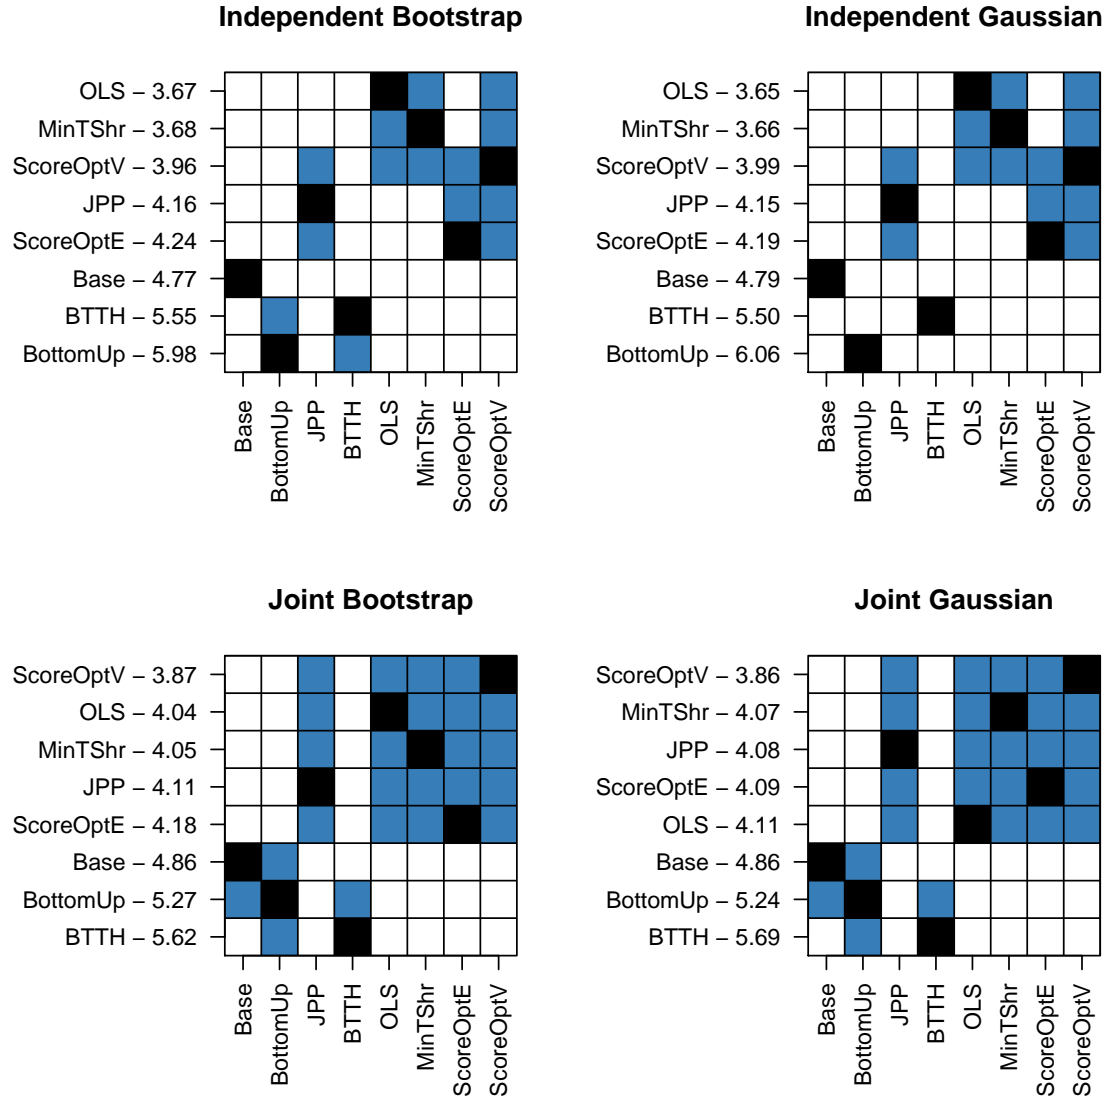 Independent Bootstrap
OLS − 3.67
MinTShr − 3.68
ScoreOptV − 3.96
JPP − 4.16
ScoreOptE − 4.24
Base − 4.77
BTTH − 5.55
BottomUp − 5.98
Base
BottomUp
JPP
BTTH
OLS
MinTShr
ScoreOptE
ScoreOptV
Independent Gaussian
OLS − 3.65
MinTShr − 3.66
ScoreOptV − 3.99
JPP − 4.15
ScoreOptE − 4.19
Base − 4.79
BTTH − 5.50
BottomUp − 6.06
Base
BottomUp
JPP
BTTH
OLS
MinTShr
ScoreOptE
ScoreOptV
Joint Bootstrap
ScoreOptV − 3.87
OLS − 4.04
MinTShr − 4.05
JPP − 4.11
ScoreOptE − 4.18
Base − 4.86
BottomUp − 5.27
BTTH − 5.62
Base
BottomUp
JPP
BTTH
OLS
MinTShr
ScoreOptE
ScoreOptV
Joint Gaussian
ScoreOptV − 3.86
MinTShr − 4.07
JPP − 4.08
ScoreOptE − 4.09
OLS − 4.11
Base − 4.86
BottomUp − 5.24
BTTH − 5.69
Base
BottomUp
JPP
BTTH
OLS
MinTShr
ScoreOptE
ScoreOptV